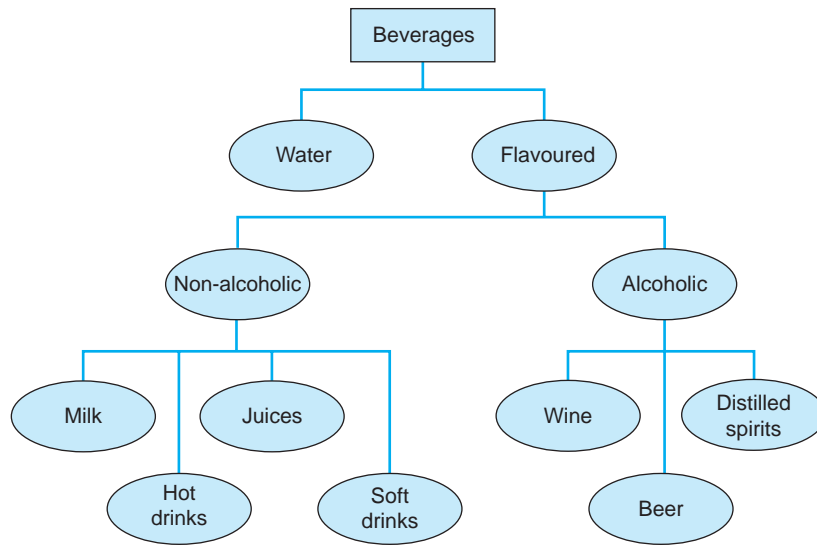 Beverages
Water
Flavoured
Non-alcoholic
Alcoholic
Milk
Juices
Wine
Distilled
spirits
Hot
drinks
Soft
drinks
Beer